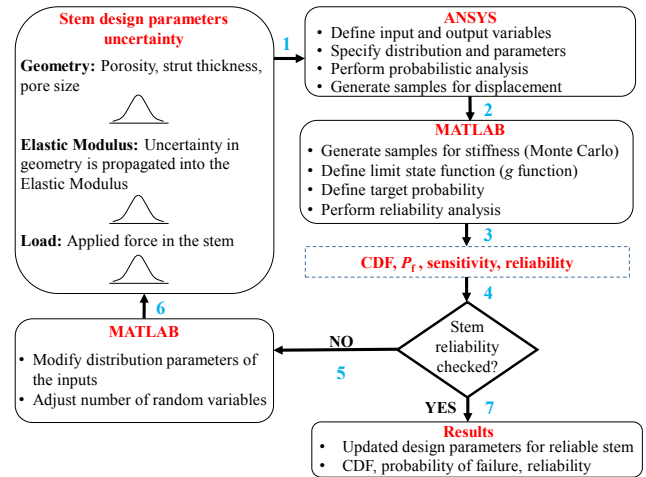 Stem design parameters
uncertainty
Geometry: Porosity, strut thickness,
pore size
Elastic Modulus: Uncertainty in
geometry is propagated into the
Elastic Modulus
Load: Applied force in the stem
1
ANSYS
• Define input and output variables
• Specify distribution and parameters
• Perform probabilistic analysis
• Generate samples for displacement
2
MATLAB
• Generate samples for stiffness (Monte Carlo)
• Define limit state function (g function)
• Define target probability
• Perform reliability analysis
3
CDF, Pf , sensitivity, reliability
4
Stem
reliability
checked?
NO
5
MATLAB
• Modify distribution parameters of
the inputs
• Adjust number of random variables
6
YES
7
Results
• Updated design parameters for reliable stem
• CDF, probability of failure, reliability